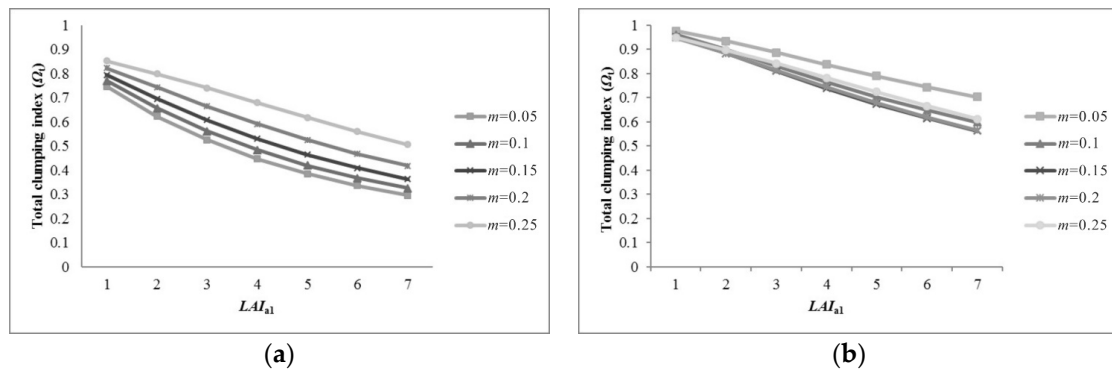 1
0.9
0.8
0.7
0.6
0.5
0.4
0.3
0.2
0.1
0
Total clumping index (Ωt)
1 2 3 4 5 6 7
LAIa1
m=0.05
m=0.1
m=0.15
m=0.2
m=0.25
(a)
1
0.9
0.8
0.7
0.6
0.5
0.4
0.3
0.2
0.1
0
Total clumping index (Ωt)
1 2 3 4 5 6 7
LAIa1
m=0.05
m=0.1
m=0.15
m=0.2
m=0.25
(b)